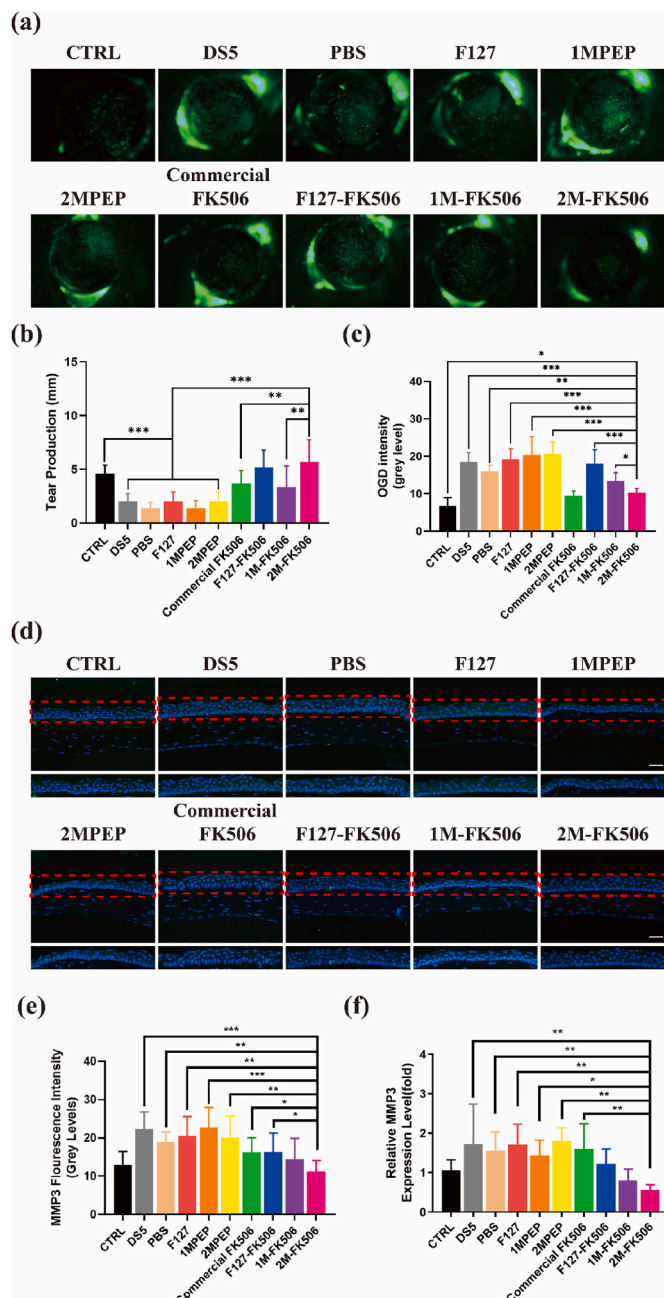 (a)
CTRL DS5 PBS F127 1MPEP
Commercial
2MPEP FK506 F127-FK506 1M-FK506 2M-FK506
(b)
Tear Production (mm)
15
10
5
0
***
***
**
**
CTRL
DS5
PBS
F127
1MPEP
2MPEP
Commercial FK506
F127-FK506
1M-FK506
2M-FK506
(c)
OGD intensity
(grey level)
40
30
20
10
0
*
***
**
***
***
***
***
*
CTRL
DS5
PBS
F127
1MPEP
2MPEP
Commercial FK506
F127-FK506
1M-FK506
2M-FK506
(d)
CTRL DS5 PBS F127 1MPEP
Commercial
2MPEP FK506 F127-FK506 1M-FK506 2M-FK506
(e)
MMP3 Flourescence Intensity
(Grey Levels)
40
30
20
10
0
***
**
**
***
**
*
*
CTRL
DS5
PBS
F127
1MPEP
2MPEP
Commercial FK506
F127-FK506
1M-FK506
2M-FK506
(f)
Relative MMP3
Expression Level(fold)
4
3
2
1
0
**
**
**
*
**
**
CTRL
DS5
PBS
F127
1MPEP
2MPEP
Commercial FK506
F127-FK506
1M-FK506
2M-FK506